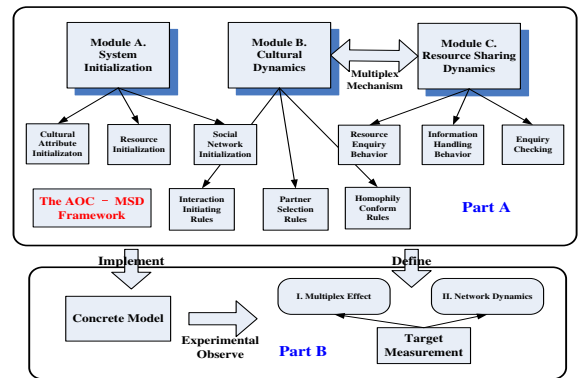 Module A.
System
Initialization
Module B.
Cultural
Dynamics
Multiplex
Mechanism
Module C.
Resource Sharing
Dynamics
Cultural
Attribute
Initializaton
Resource
Initialization
Social
Network
Initialization
Resource
Enquiry
Behavior
Information
Handling
Behavior
Enquiry
Checking
The AOC – MSD
Framework
Interaction
Initiating
Rules
Partner
Selection
Rules
Homophily
Conform
Rules
Part A
Implement
Define
Concrete Model
Experimental
Observe
Part B
I. Multiplex Effect
II. Network Dynamics
Target
Measurement